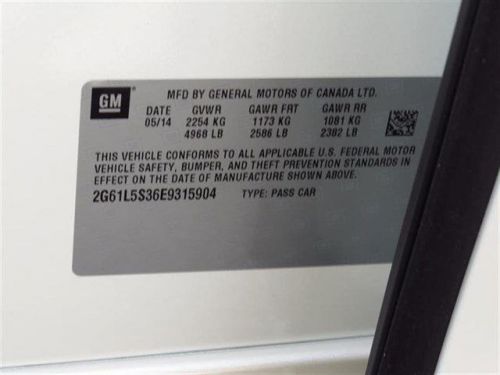 GM
MFD BY GENERAL MOTORS OF CANADA LTD.
DATE GVWR GAWR FRT GAWR RR
05/14 2254 KG 1173 KG 1081 KG
4968 LB 2586 LB 2382 LB
THIS VEHICLE CONFORMS TO ALL APPLICABLE U.S. FEDERAL MOTOR
VEHICLE SAFETY, BUMPER, AND THEFT PREVENTION STANDARDS IN
EFFECT ON THE DATE OF MANUFACTURE SHOWN ABOVE.
2G61L5S36E9315904 TYPE: PASS CAR